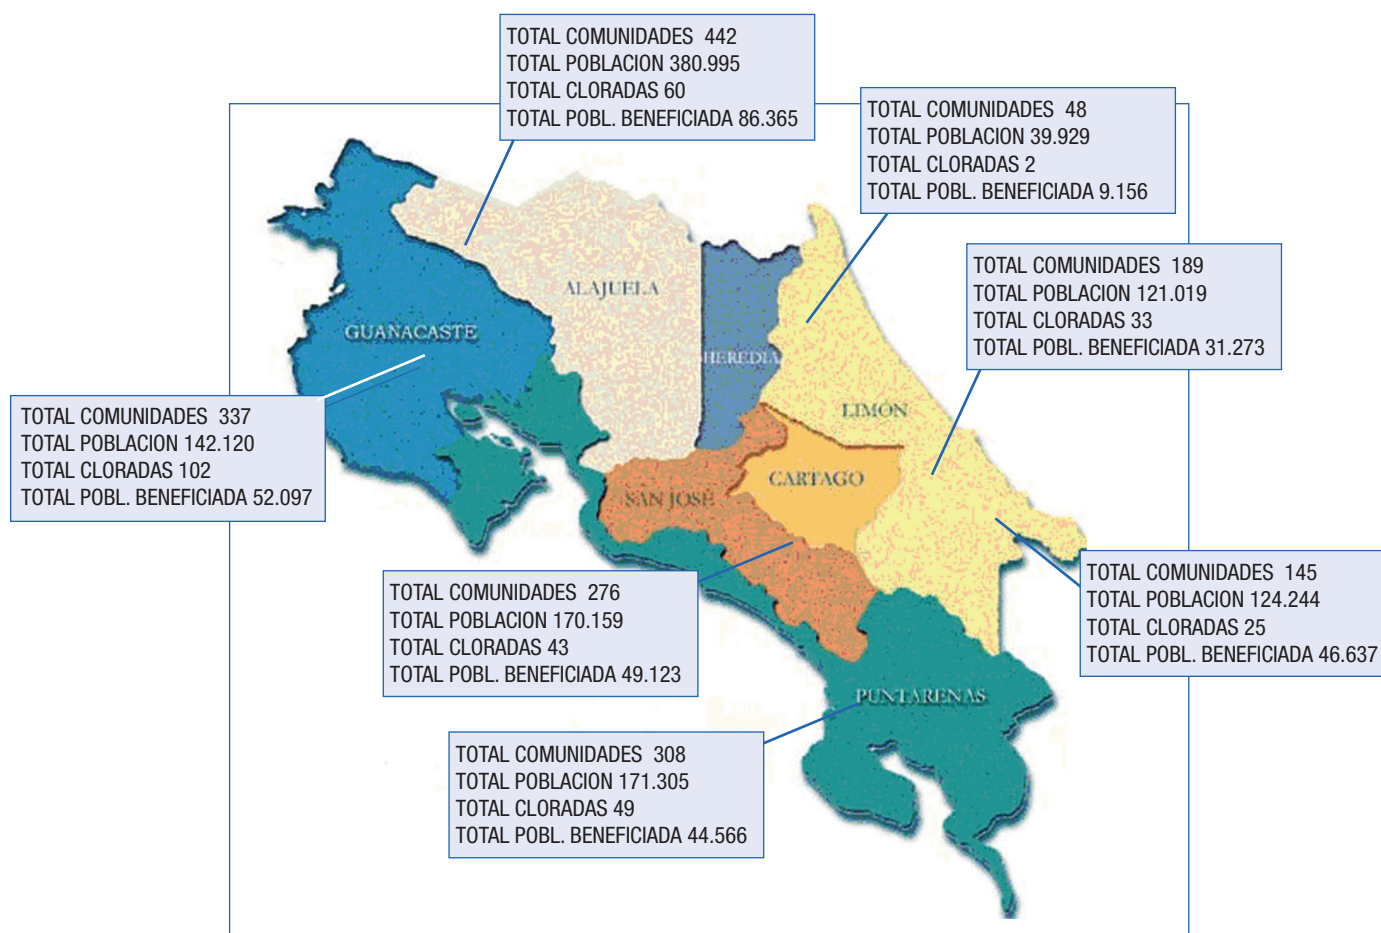 TOTAL COMUNIDADES 442
TOTAL POBLACION 380.995
TOTAL CLORADAS 60
TOTAL POBL. BENEFICIADA 86.365
TOTAL COMUNIDADES 48
TOTAL POBLACION 39.929
TOTAL CLORADAS 2
TOTAL POBL. BENEFICIADA 9.156
TOTAL COMUNIDADES 189
TOTAL POBLACION 121.019
TOTAL CLORADAS 33
TOTAL POBL. BENEFICIADA 31.273
ALAJUELA
GUANACASTE
HEREDIA
LIMÓN
TOTAL COMUNIDADES 337
TOTAL POBLACION 142.120
TOTAL CLORADAS 102
TOTAL POBL. BENEFICIADA 52.097
CARTAGO
SAN JOSÉ
TOTAL COMUNIDADES 145
TOTAL POBLACION 124.244
TOTAL CLORADAS 25
TOTAL POBL. BENEFICIADA 46.637
TOTAL COMUNIDADES 276
TOTAL POBLACION 170.159
TOTAL CLORADAS 43
TOTAL POBL. BENEFICIADA 49.123
PUNTARENAS
TOTAL COMUNIDADES 308
TOTAL POBLACION 171.305
TOTAL CLORADAS 49
TOTAL POBL. BENEFICIADA 44.566